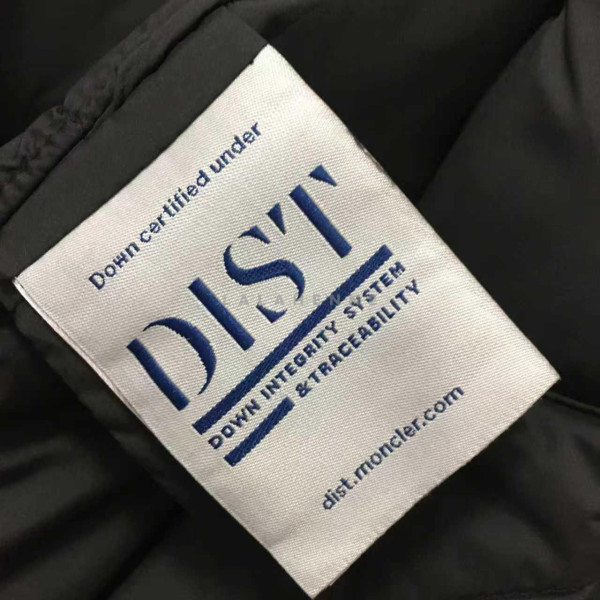 Down certified under
DIST
DOWN INTEGRITY SYSTEM
& TRACEABILITY
dist.moncler.com